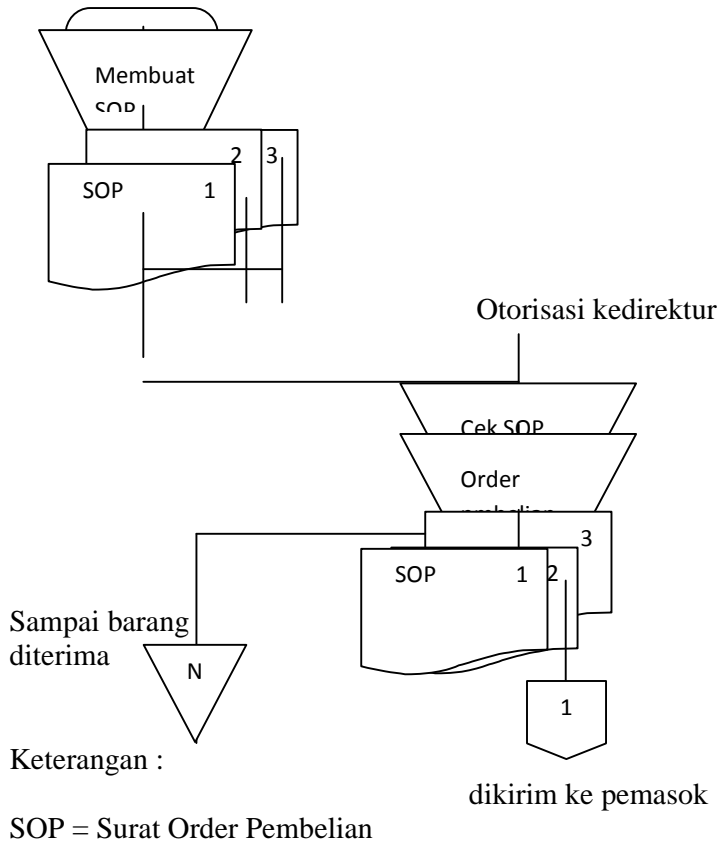 Membuat
SOP
2 3
SOP 1
Otorisasi kedirektur
Cek SOP
Order
3
SOP 1 2
Sampai barang
diterima
N
1
Keterangan :
dikirim ke pemasok
SOP = Surat Order Pembelian